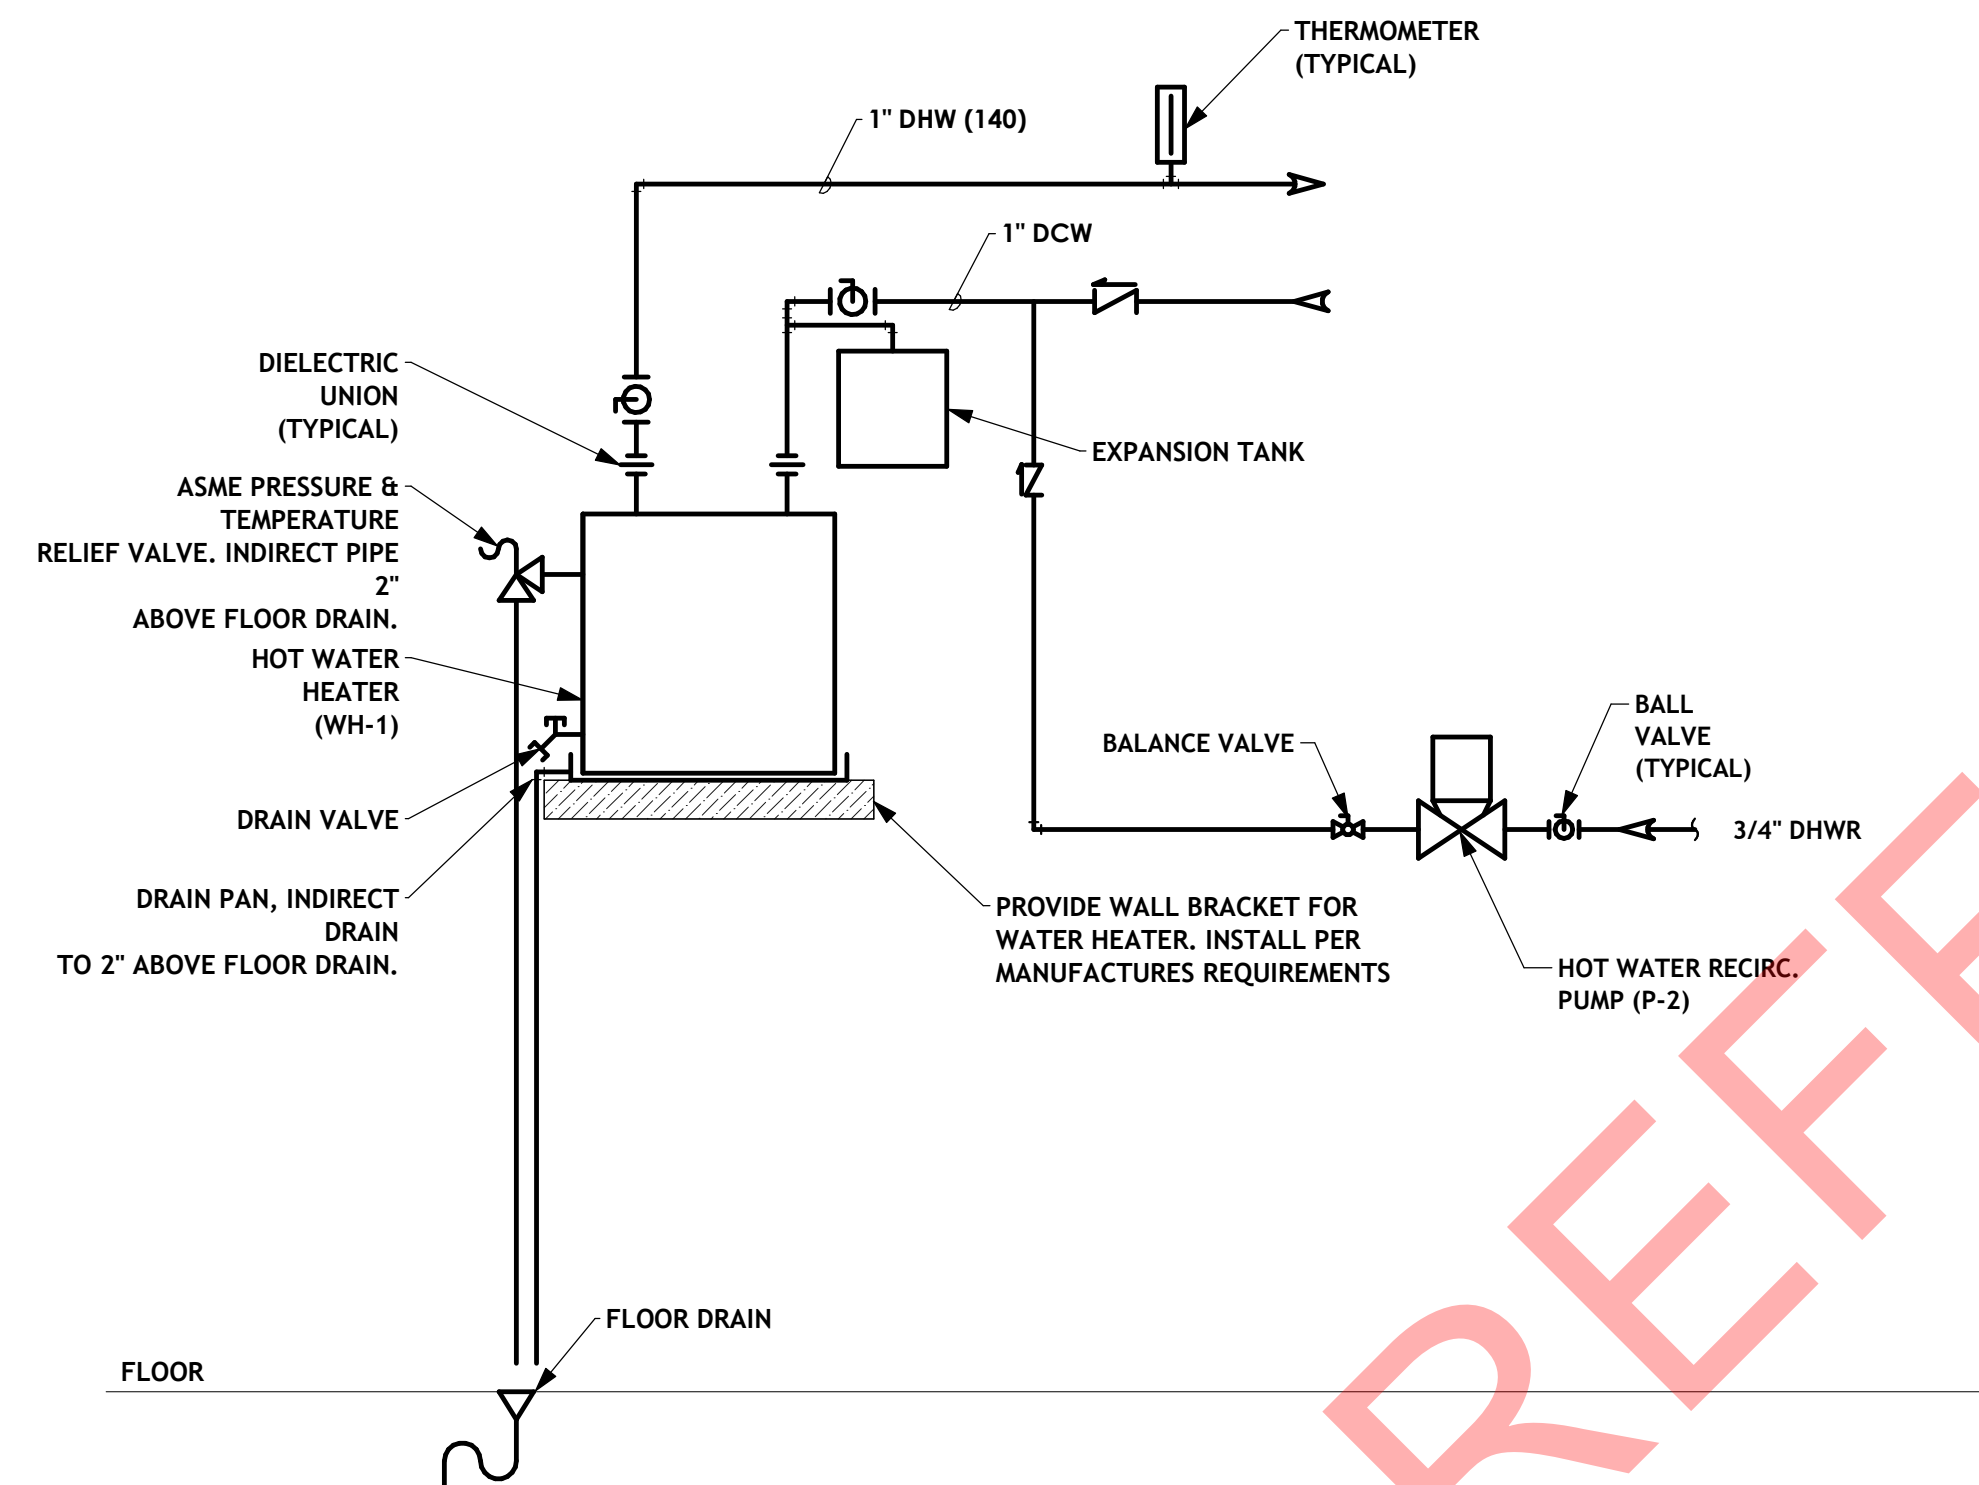 THERMOMETER
(TYPICAL)
1" DHW (140)
1" DCW
DIELECTRIC
UNION
(TYPICAL)
EXPANSION TANK
ASME PRESSURE &
TEMPERATURE
RELIEF VALVE. INDIRECT PIPE
2"
ABOVE FLOOR DRAIN.
HOT WATER
HEATER
(WH-1)
BALL
VALVE
(TYPICAL)
BALANCE VALVE
DRAIN VALVE
3/4" DHWR
DRAIN PAN, INDIRECT
DRAIN
TO 2" ABOVE FLOOR DRAIN.
PROVIDE WALL BRACKET FOR
WATER HEATER. INSTALL PER
MANUFACTURES REQUIREMENTS
HOT WATER RECIRC.
PUMP (P-2)
FLOOR DRAIN
FLOOR
REFE